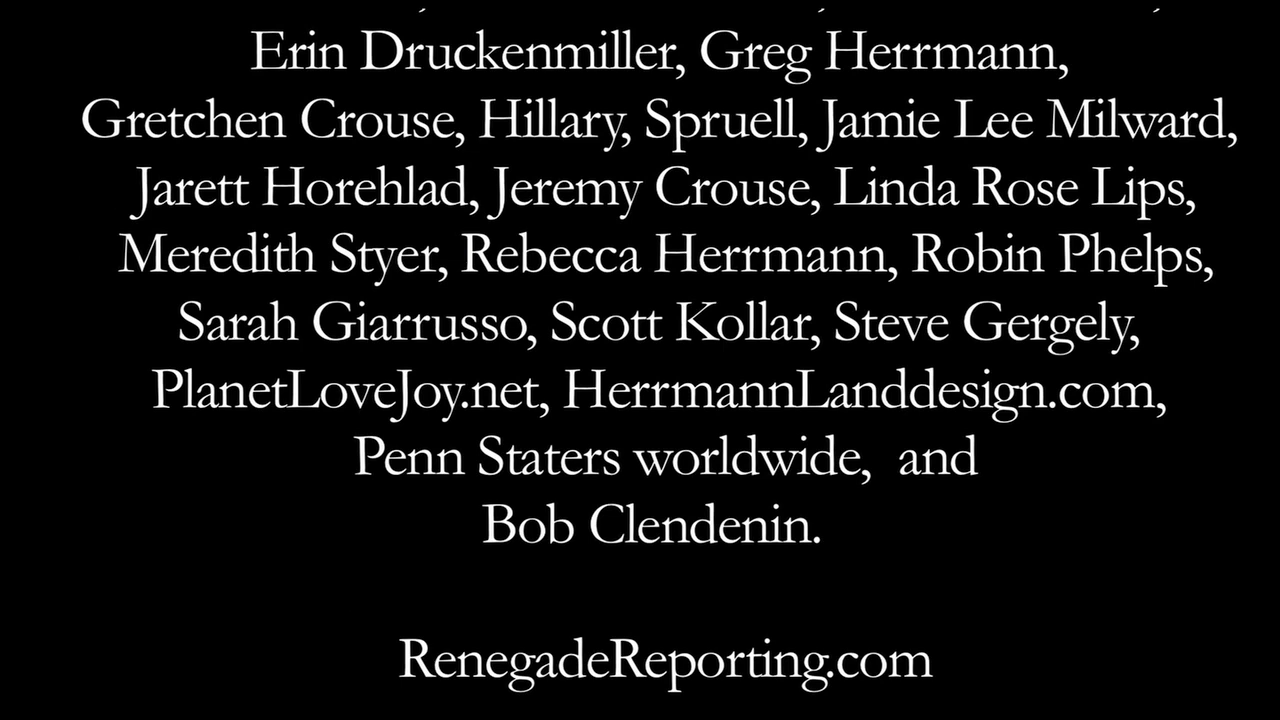 Erin Druckenmiller, Greg Herrmann,
Gretchen Crouse, Hillary, Spruell, Jamie Lee Milward,
Jarett Horehlad, Jeremy Crouse, Linda Rose Lips,
Meredith Styer, Rebecca Herrmann, Robin Phelps,
Sarah Giarrusso, Scott Kollar, Steve Gergely,
PlanetLoveJoy.net, HerrmannLanddesign.com,
Penn Staters worldwide,  and
Bob Clendenin.
RenegadeReporting.com